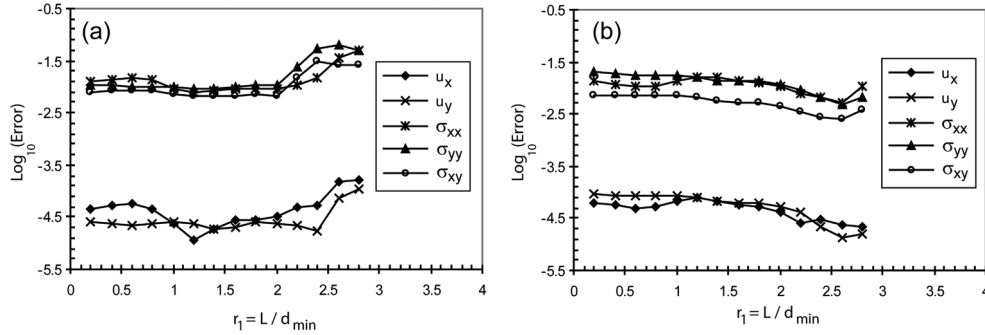 (a)
Log10(Error)
-0.5
-1.5
-2.5
-3.5
-4.5
-5.5
0 0.5 1 1.5 2 2.5 3 3.5 4
r1 = L / dmin
ux
uy
σxx
σyy
σxy
(b)
Log10(Error)
-0.5
-1.5
-2.5
-3.5
-4.5
-5.5
0 0.5 1 1.5 2 2.5 3 3.5 4
r1 = L / dmin
ux
uy
σxx
σyy
σxy